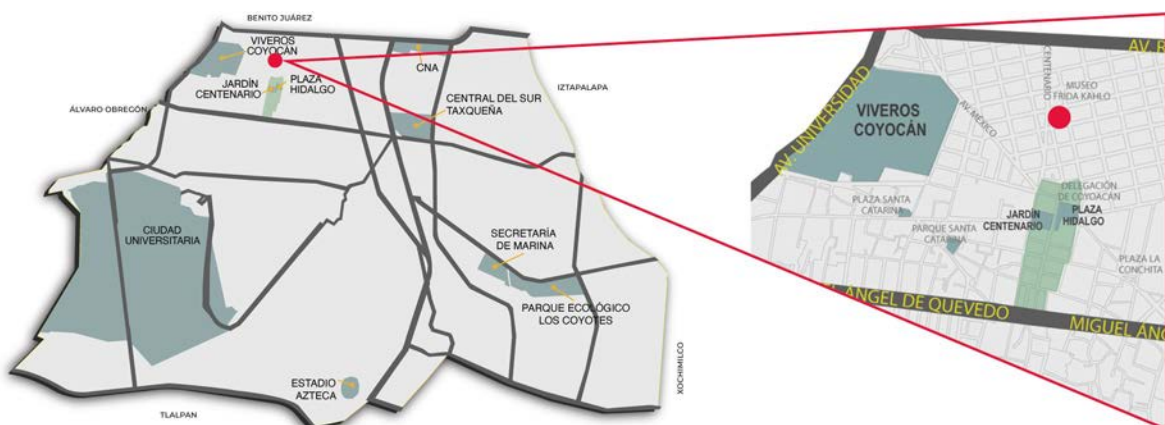 BENITO JUÁREZ
VIVEROS
COYOCÁN
CNA
JARDÍN
CENTENARIO
PLAZA
HIDALGO
IZTAPALAPA
ÁLVARO OBREGÓN
CENTRAL DEL SUR
TAXQUEÑA
CIUDAD
UNIVERSITARIA
SECRETARÍA
DE MARINA
PARQUE ECOLÓGICO
LOS COYOTES
XOCHIMILCO
ESTADIO
AZTECA
TLALPAN
AV. R
AV. UNIVERSIDAD
VIVEROS
COYOCÁN
CENTENARIO
MUSEO
FRIDA KAHLO
AV. MÉXICO
PLAZA SANTA
CATARINA
DELEGACIÓN
DE COYOACÁN
JARDÍN
CENTENARIO
PLAZA
HIDALGO
PARQUE SANTA
CATARINA
PLAZA LA
CONCHITA
ÁNGEL DE QUEVEDO
MIGUEL ÁNG